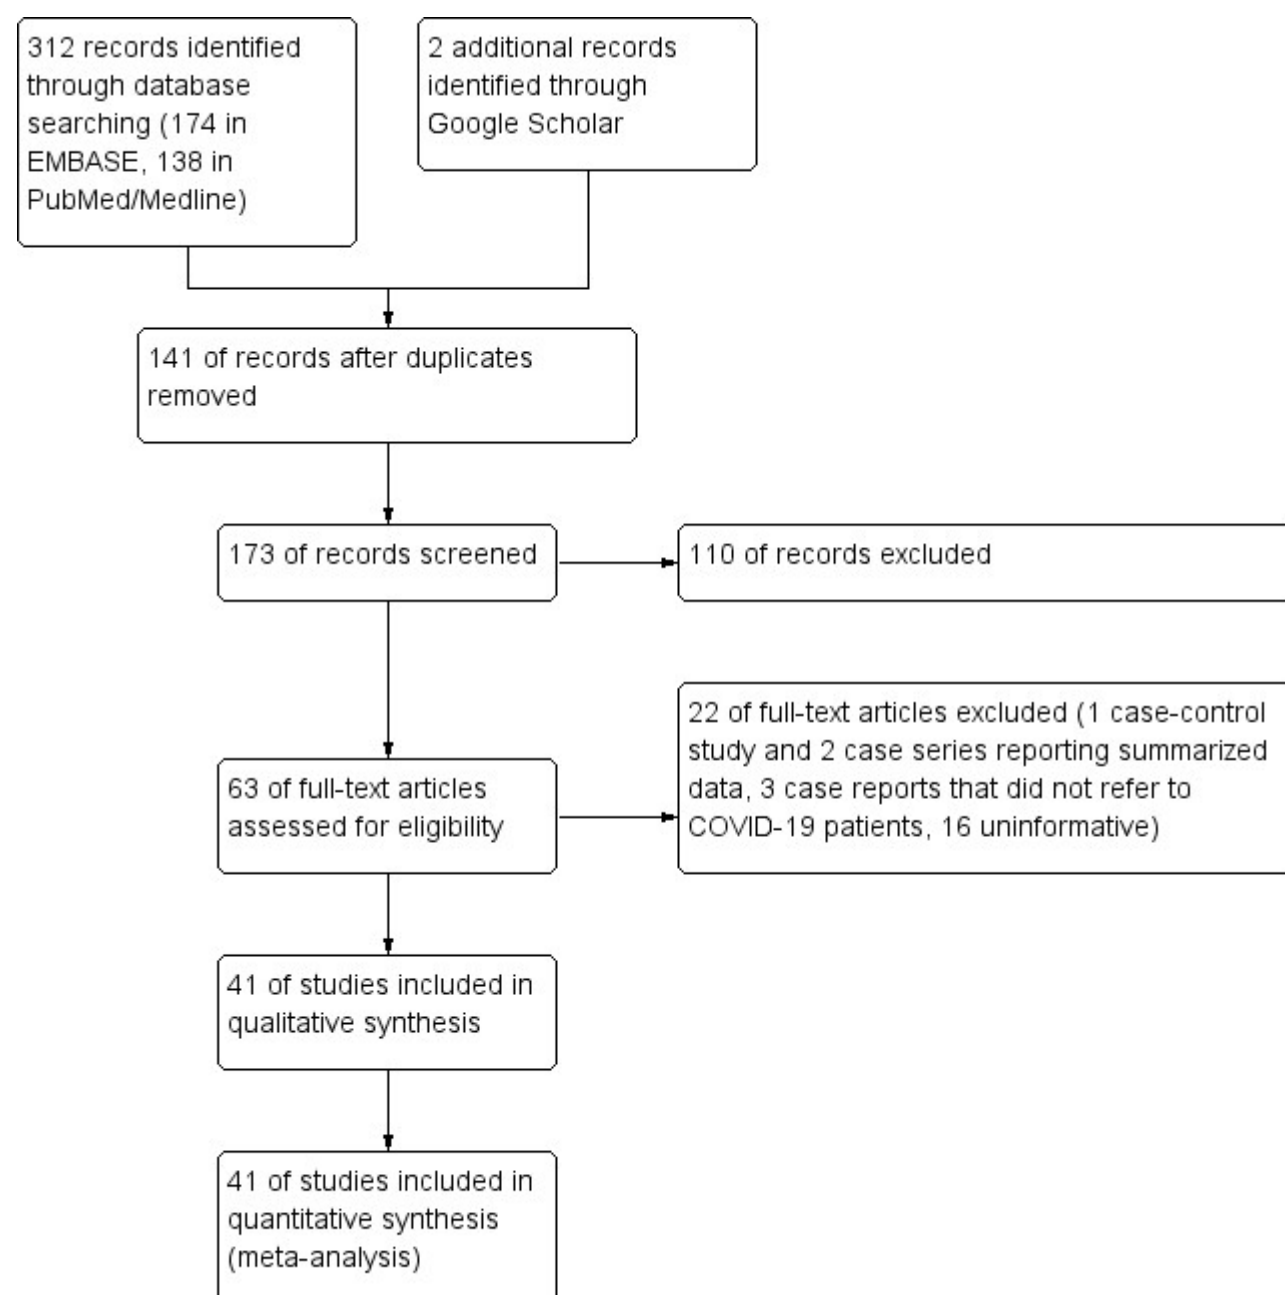 312 records identified
through database
searching (174 in
EMBASE, 138 in
PubMed/Medline)
2 additional records
identified through
Google Scholar
141 of records after duplicates
removed
173 of records screened
110 of records excluded
63 of full-text articles
assessed for eligibility
22 of full-text articles excluded (1 case-control
study and 2 case series reporting summarized
data, 3 case reports that did not refer to
COVID-19 patients, 16 uninformative)
41 of studies included in
qualitative synthesis
41 of studies included in
quantitative synthesis
(meta-analysis)